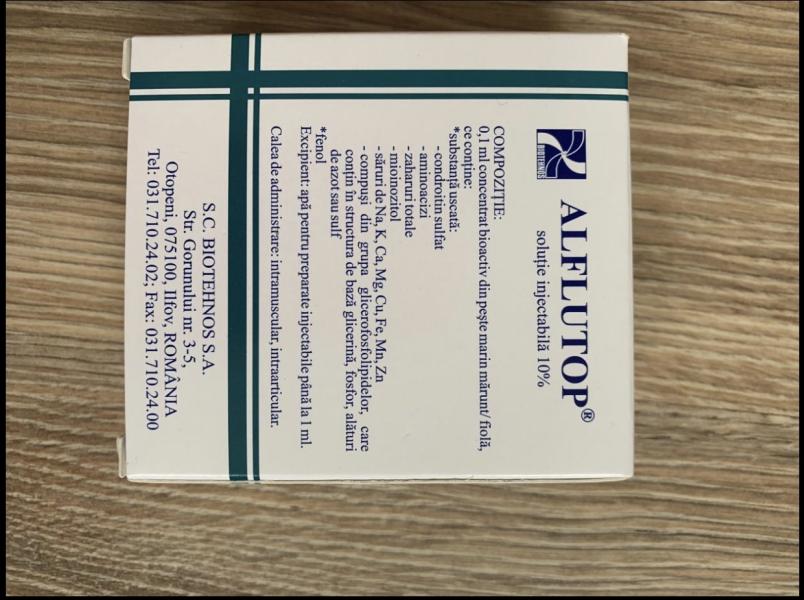 BIOTEHNOS
ALFLUTOP®
soluție injectabilă 10%
COMPOZIȚIE:
0,1 ml concentrat bioactiv din pește marin mărunt/ fiolă,
ce conține:
*substanță uscată:
- condroitin sulfat
- aminoacizi
- zaharuri totale
- mioinozitol
- săruri de Na, K, Ca, Mg, Cu, Fe, Mn, Zn
- compuși din grupa glicerofosfolipidelor, care
conțin în structura de bază glicerină, fosfor, alături
de azot sau sulf
*fenol
Excipient: apă pentru preparate injectabile până la 1 ml.
Calea de administrare: intramuscular, intraarticular.
S.C. BIOTEHNOS S.A.
Str. Gorunului nr. 3-5,
Otopeni, 075100, Ilfov, ROMÂNIA
Tel: 031.710.24.02; Fax: 031.710.24.00